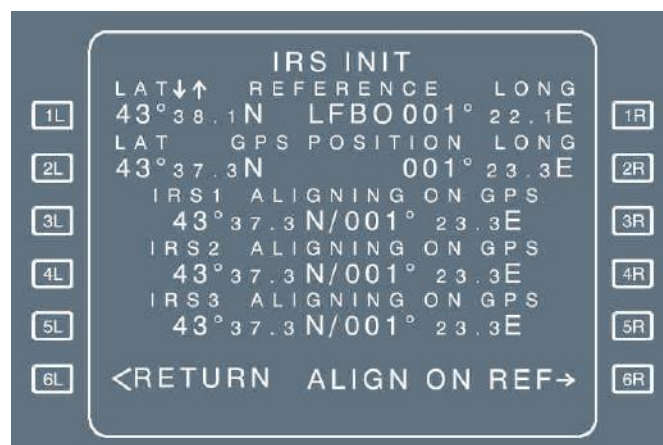 IRS INIT
LAT↓↑ REFERENCE LONG
1L 43°38.1N LFBO 001°22.1E 1R
LAT GPS POSITION LONG
2L 43°37.3N 001°23.3E 2R
IRS1 ALIGNING ON GPS
3L 43°37.3N/001°23.3E 3R
IRS2 ALIGNING ON GPS
4L 43°37.3N/001°23.3E 4R
IRS3 ALIGNING ON GPS
5L 43°37.3N/001°23.3E 5R
6L <RETURN ALIGN ON REF→ 6R